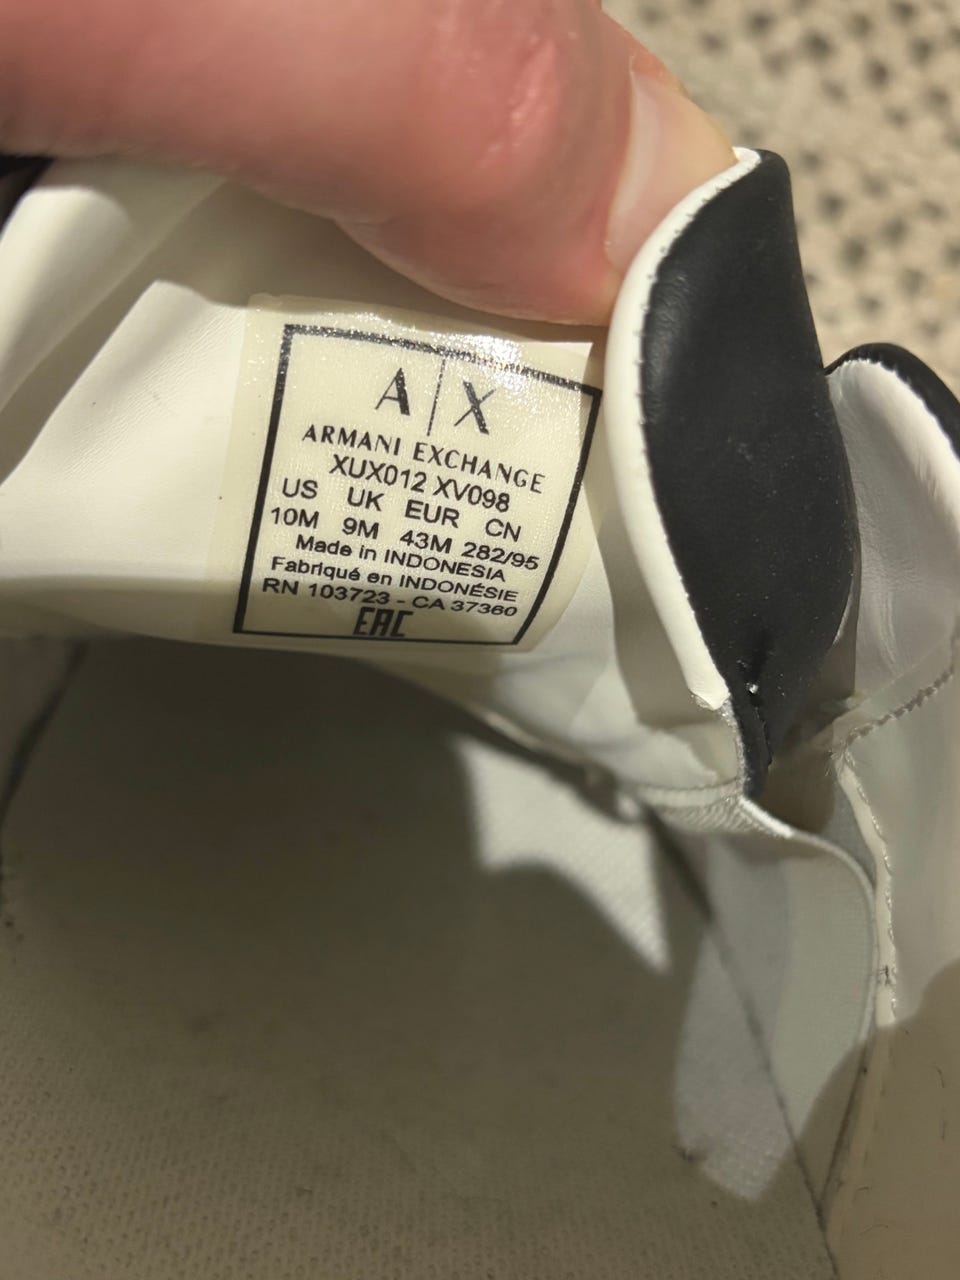 A|X
ARMANI EXCHANGE
XUX012 XV098
US UK EUR CN
10M 9M 43M 282/95
Made in INDONESIA
Fabriqué en INDONÉSIE
RN 103723 - CA 37360
EAC